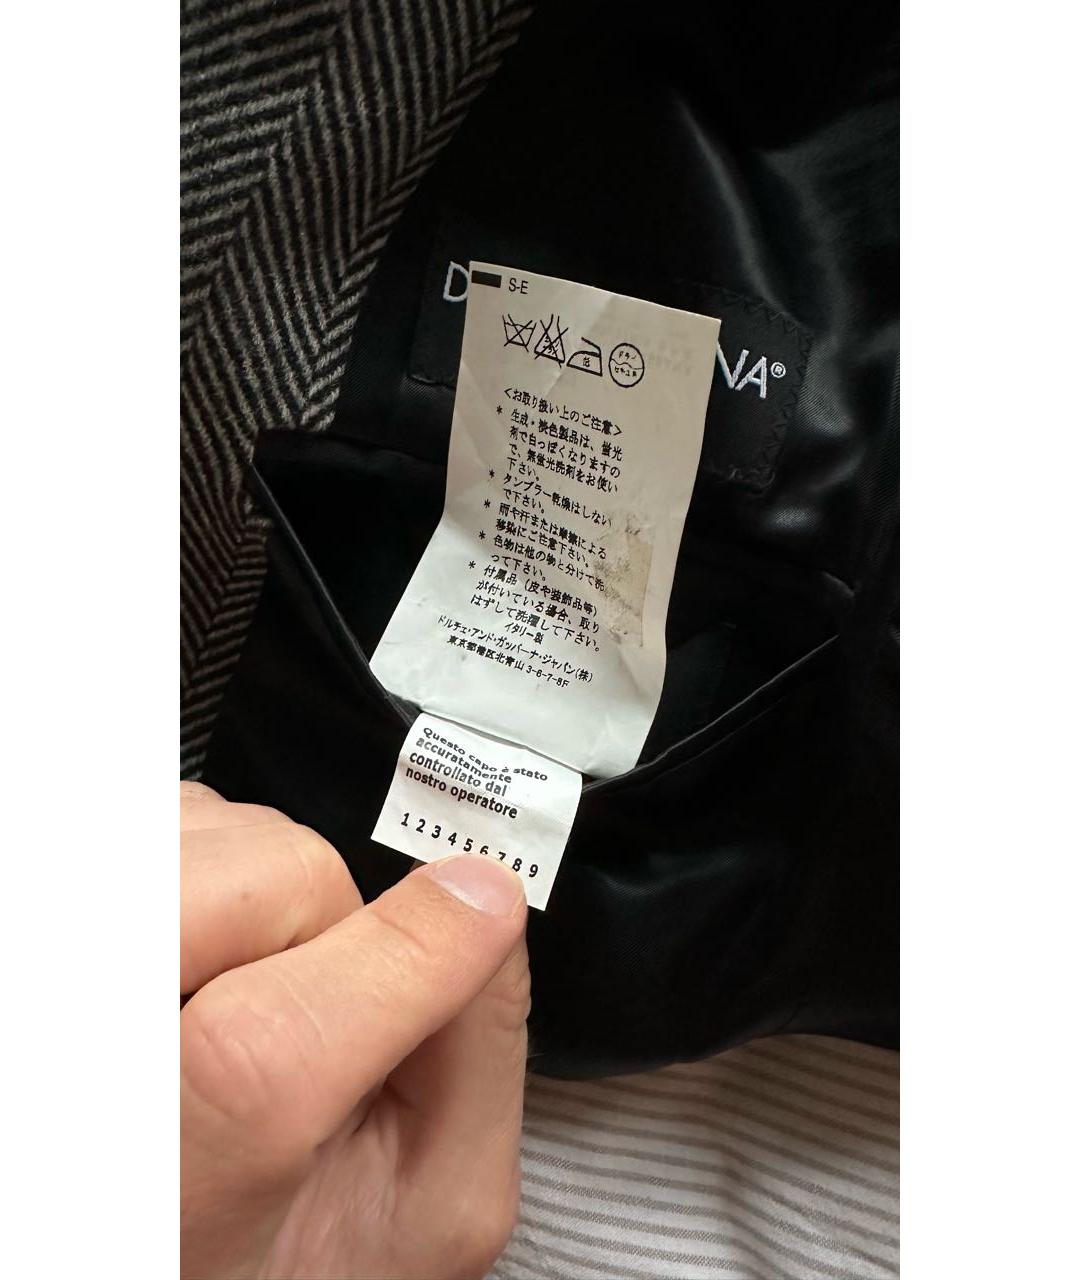 S-E
ドライ
セキユ系
<お取り扱い上のご注意>
* 生成・淡色製品は、蛍光
剤で白っぽくなりますの
で、無蛍光洗剤をお使い
下さい。
* タンブラー乾燥はしない
で下さい。
* 雨や汗または摩擦による
移染にご注意下さい。
* 色物は他の物と分けて洗
って下さい。
* 付属品(皮や装飾品等)
が付いている場合、取り
はずして洗濯して下さい。
イタリー製
ドルチェ・アンド・ガッバーナ・ジャパン(株)
東京都港区北青山 3-6-7-8F
Questo capo è stato
accuratamente
controllato dal
nostro operatore
1 2 3 4 5 6 7 8 9
D
NA®